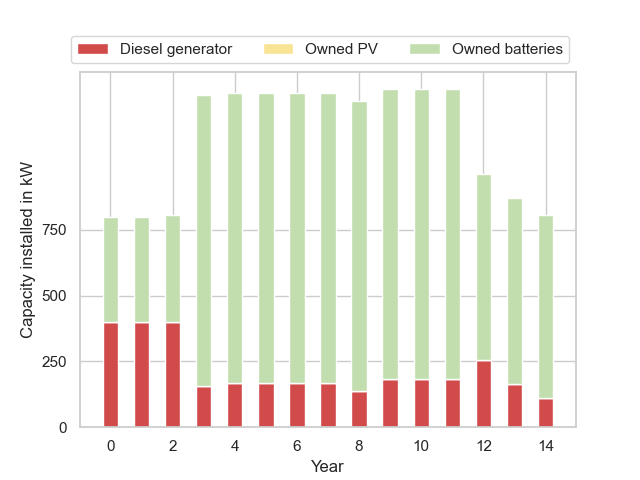 Diesel generator Owned PV Owned batteries
Capacity installed in kW
750
500
250
0
0 2 4 6 8 10 12 14
Year